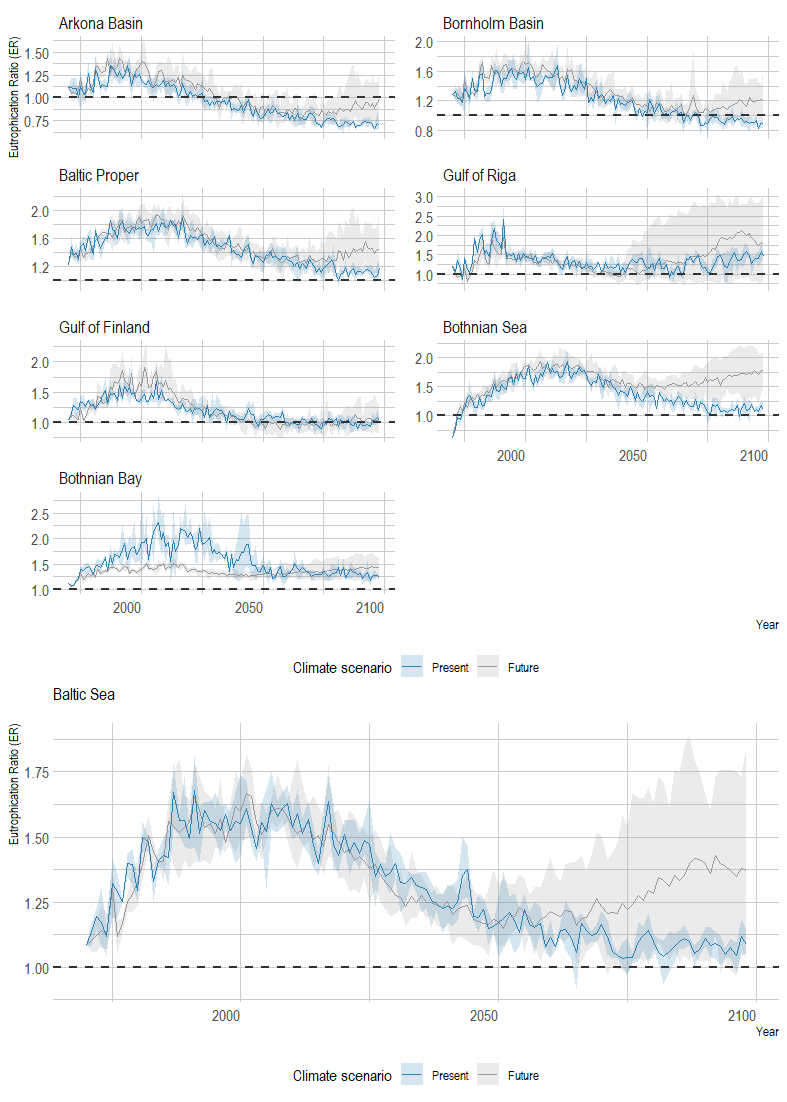 Arkona Basin
Bornholm Basin
Eutrophication Ratio (ER)
1.50
1.25
1.00
0.75
2.0
1.6
1.2
0.8
Baltic Proper
Gulf of Riga
2.0
1.6
1.2
3.0
2.5
2.0
1.5
1.0
Gulf of Finland
Bothnian Sea
2.0
1.5
1.0
2.0
1.5
1.0
2000 2050 2100
Bothnian Bay
2.5
2.0
1.5
1.0
2000 2050 2100
Year
Climate scenario Present Future
Baltic Sea
Eutrophication Ratio (ER)
1.75
1.50
1.25
1.00
2000 2050 2100
Year
Climate scenario Present Future